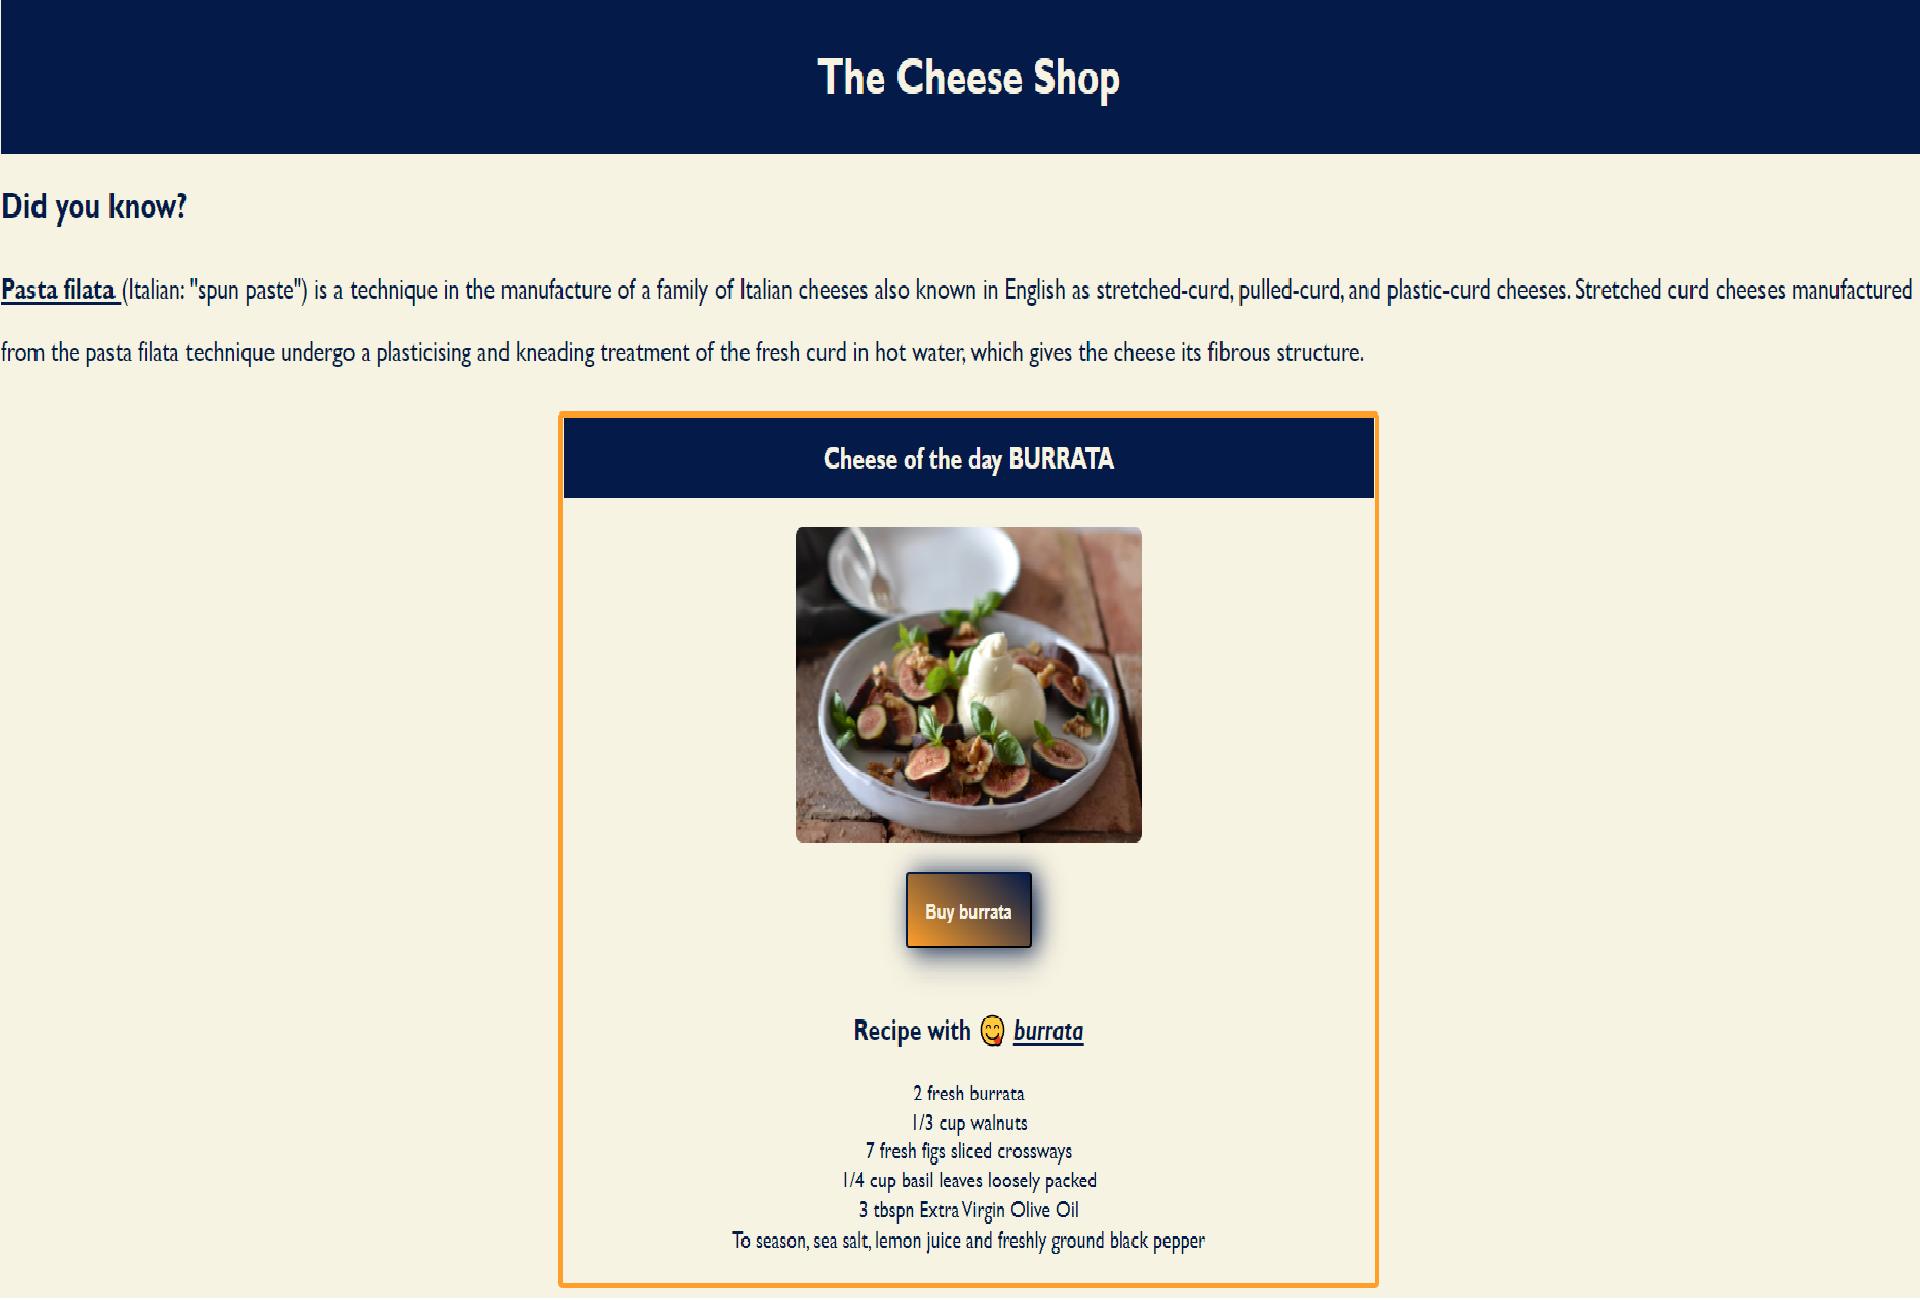 The Cheese Shop
Did you know?
Pasta filata (Italian: "spun paste") is a technique in the manufacture of a family of Italian cheeses also known in English as stretched-curd, pulled-curd, and plastic-curd cheeses. Stretched curd cheeses manufactured
from the pasta filata technique undergo a plasticising and kneading treatment of the fresh curd in hot water, which gives the cheese its fibrous structure.
Cheese of the day BURRATA
Buy burrata
Recipe with 😋 burrata
2 fresh burrata
1/3 cup walnuts
7 fresh figs sliced crossways
1/4 cup basil leaves loosely packed
3 tbspn Extra Virgin Olive Oil
To season, sea salt, lemon juice and freshly ground black pepper